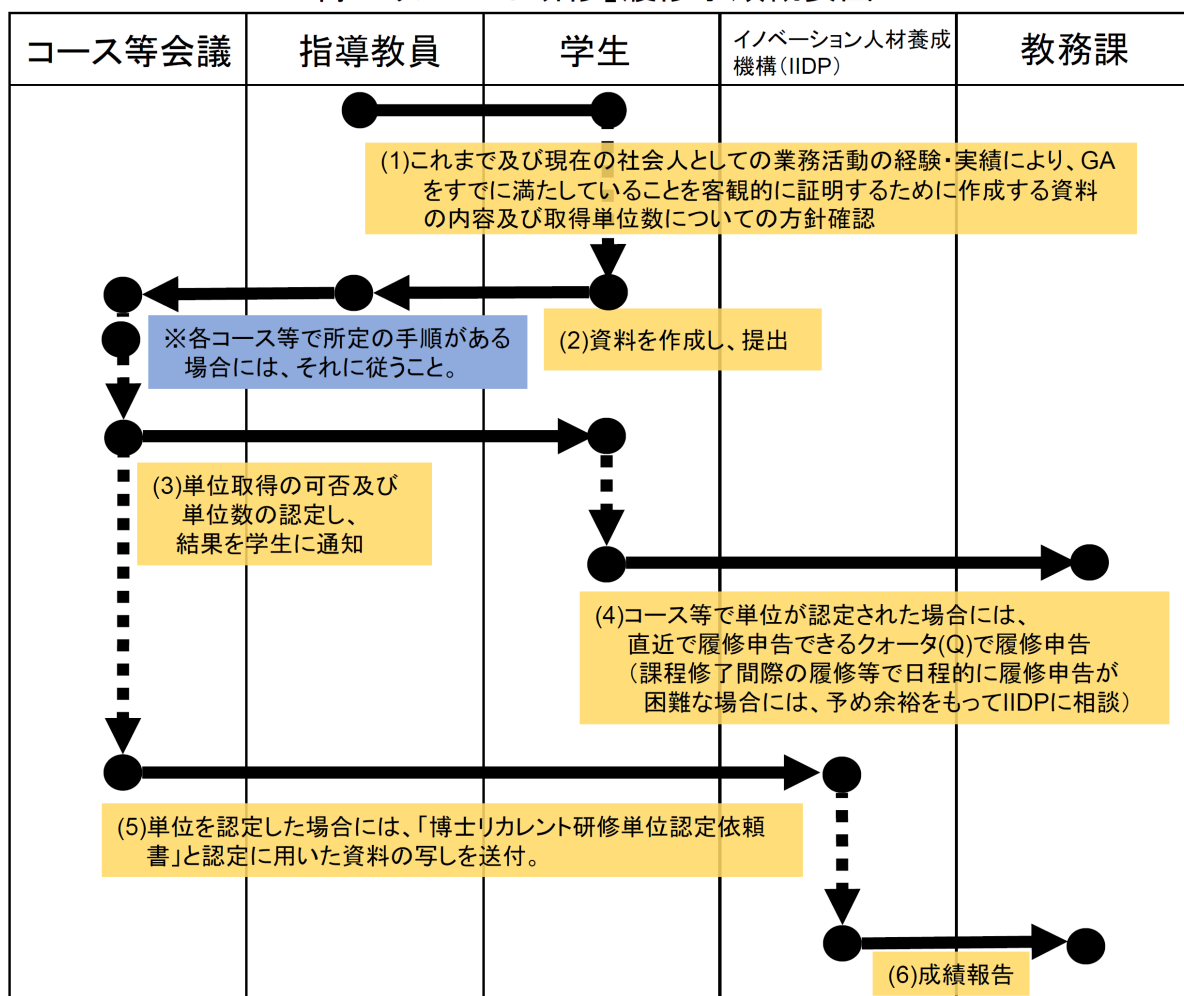 コース等会議
指導教員
学生
イノベーション人材養成
機構(IIDP)
教務課
(1)これまで及び現在の社会人としての業務活動の経験・実績により、GA
をすでに満たしていることを客観的に証明するために作成する資料
の内容及び取得単位数についての方針確認
※各コース等で所定の手順がある
場合には、それに従うこと。
(2)資料を作成し、提出
(3)単位取得の可否及び
単位数の認定し、
結果を学生に通知
(4)コース等で単位が認定された場合には、
直近で履修申告できるクォータ(Q)で履修申告
(課程修了間際の履修等で日程的に履修申告が
困難な場合には、予め余裕をもってIIDPに相談)
(5)単位を認定した場合には、「博士リカレント研修単位認定依頼
書」と認定に用いた資料の写しを送付。
(6)成績報告